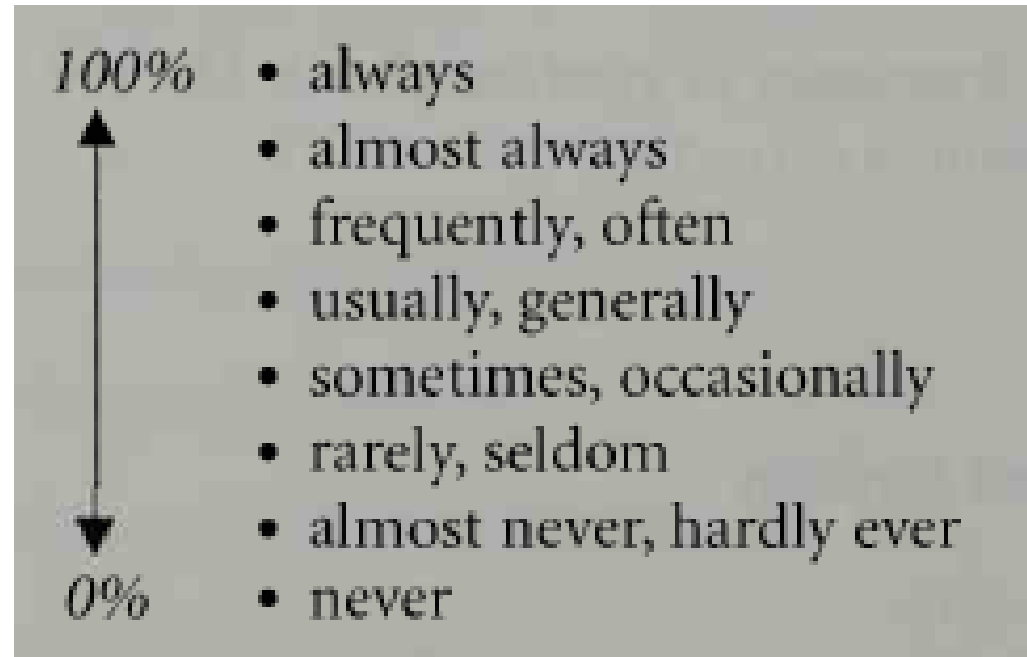 100% • always
• almost always
• frequently, often
• usually, generally
• sometimes, occasionally
• rarely, seldom
• almost never, hardly ever
0% • never